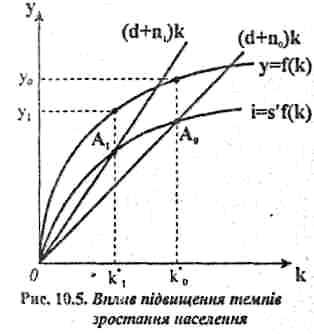 y
(d+n₁)k
(d+n₀)k
y₀
y=f(k)
y₁
i=s'f(k)
A₁
A₀
0
k*₁
k*₀
k
Рис. 10.5. Вплив підвищення темпів
зростання населення